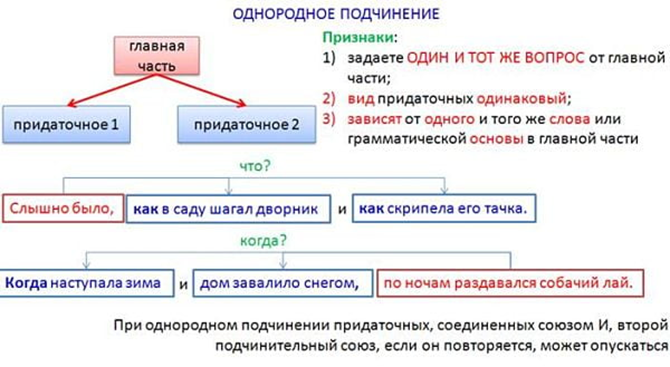 ОДНОРОДНОЕ ПОДЧИНЕНИЕ
главная
часть
придаточное 1
придаточное 2
Признаки:
1) задаете ОДИН И ТОТ ЖЕ ВОПРОС от главной
части;
2) вид придаточных одинаковый;
3) зависят от одного и того же слова или
грамматической основы в главной части
что?
Слышно было, как в саду шагал дворник и как скрипела его тачка.
когда?
Когда наступала зима и дом завалило снегом, по ночам раздавался собачий лай.
При однородном подчинении придаточных, соединенных союзом И, второй
подчинительный союз, если он повторяется, может опускаться